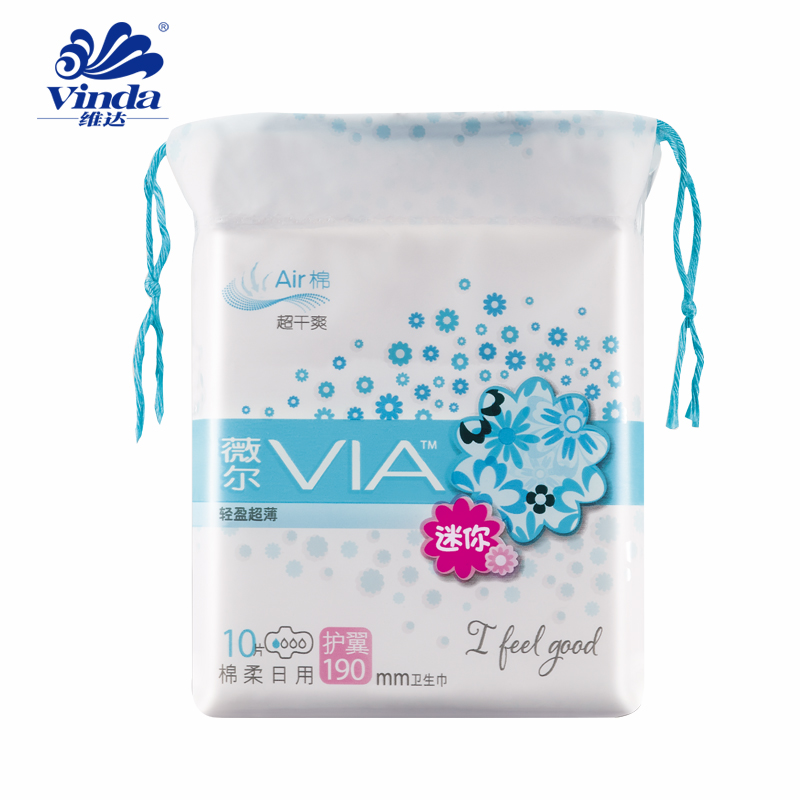 ®
Vinda
维达
Air棉
超干爽
薇尔 VIA™
轻盈超薄
迷你
10片
护翼
190
mm卫生巾
棉柔日用
I feel good